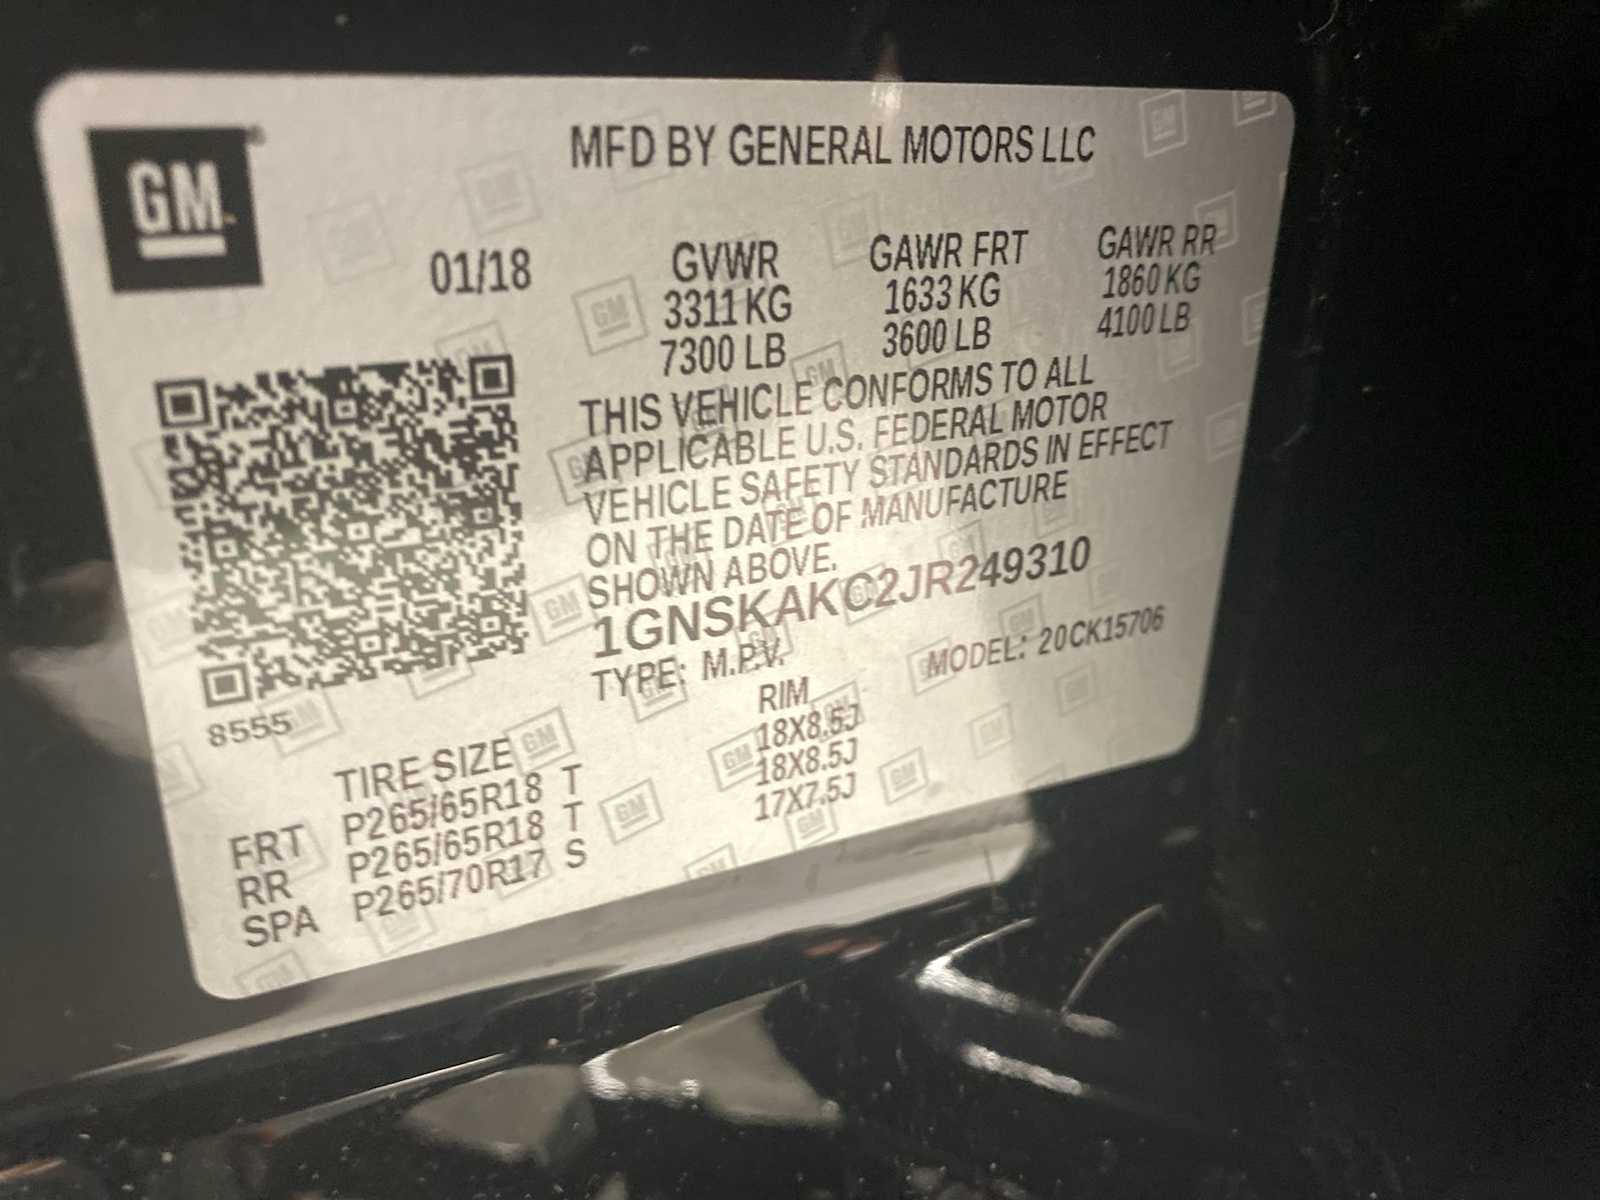 GM
MFD BY GENERAL MOTORS LLC
01/18
GVWR GAWR FRT GAWR RR
3311 KG 1633 KG 1860 KG
7300 LB 3600 LB 4100 LB
THIS VEHICLE CONFORMS TO ALL
APPLICABLE U.S. FEDERAL MOTOR
VEHICLE SAFETY STANDARDS IN EFFECT
ON THE DATE OF MANUFACTURE
SHOWN ABOVE.
1GNSKAKC2JR249310
TYPE: M.P.V. MODEL: 20CK15706
8555
TIRE SIZE RIM
FRT P265/65R18 T 18X8.5J
RR P265/65R18 T 18X8.5J
SPA P265/70R17 S 17X7.5J